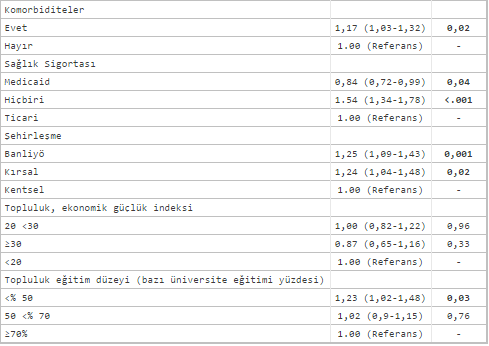 Komorbiditeler
Evet 1,17 (1,03-1,32) 0,02
Hayır 1.00 (Referans) -
Sağlık Sigortası
Medicaid 0,84 (0,72-0,99) 0,04
Hiçbiri 1.54 (1,34-1,78) <.001
Ticari 1.00 (Referans) -
Sehirlesme
Banliyö 1,25 (1,09-1,43) 0,001
Kırsal 1,24 (1,04-1,48) 0,02
Kentsel 1.00 (Referans) -
Topluluk, ekonomik güçlük indeksi
20 <30 1,00 (0,82-1,22) 0,96
≥30 0.87 (0,65-1,16) 0,33
<20 1.00 (Referans) -
Topluluk eğitim düzeyi (bazı üniversite eğitimi yüzdesi)
<% 50 1,23 (1,02-1,48) 0,03
50 <% 70 1,02 (0,9-1,15) 0,76
≥70% 1.00 (Referans) -